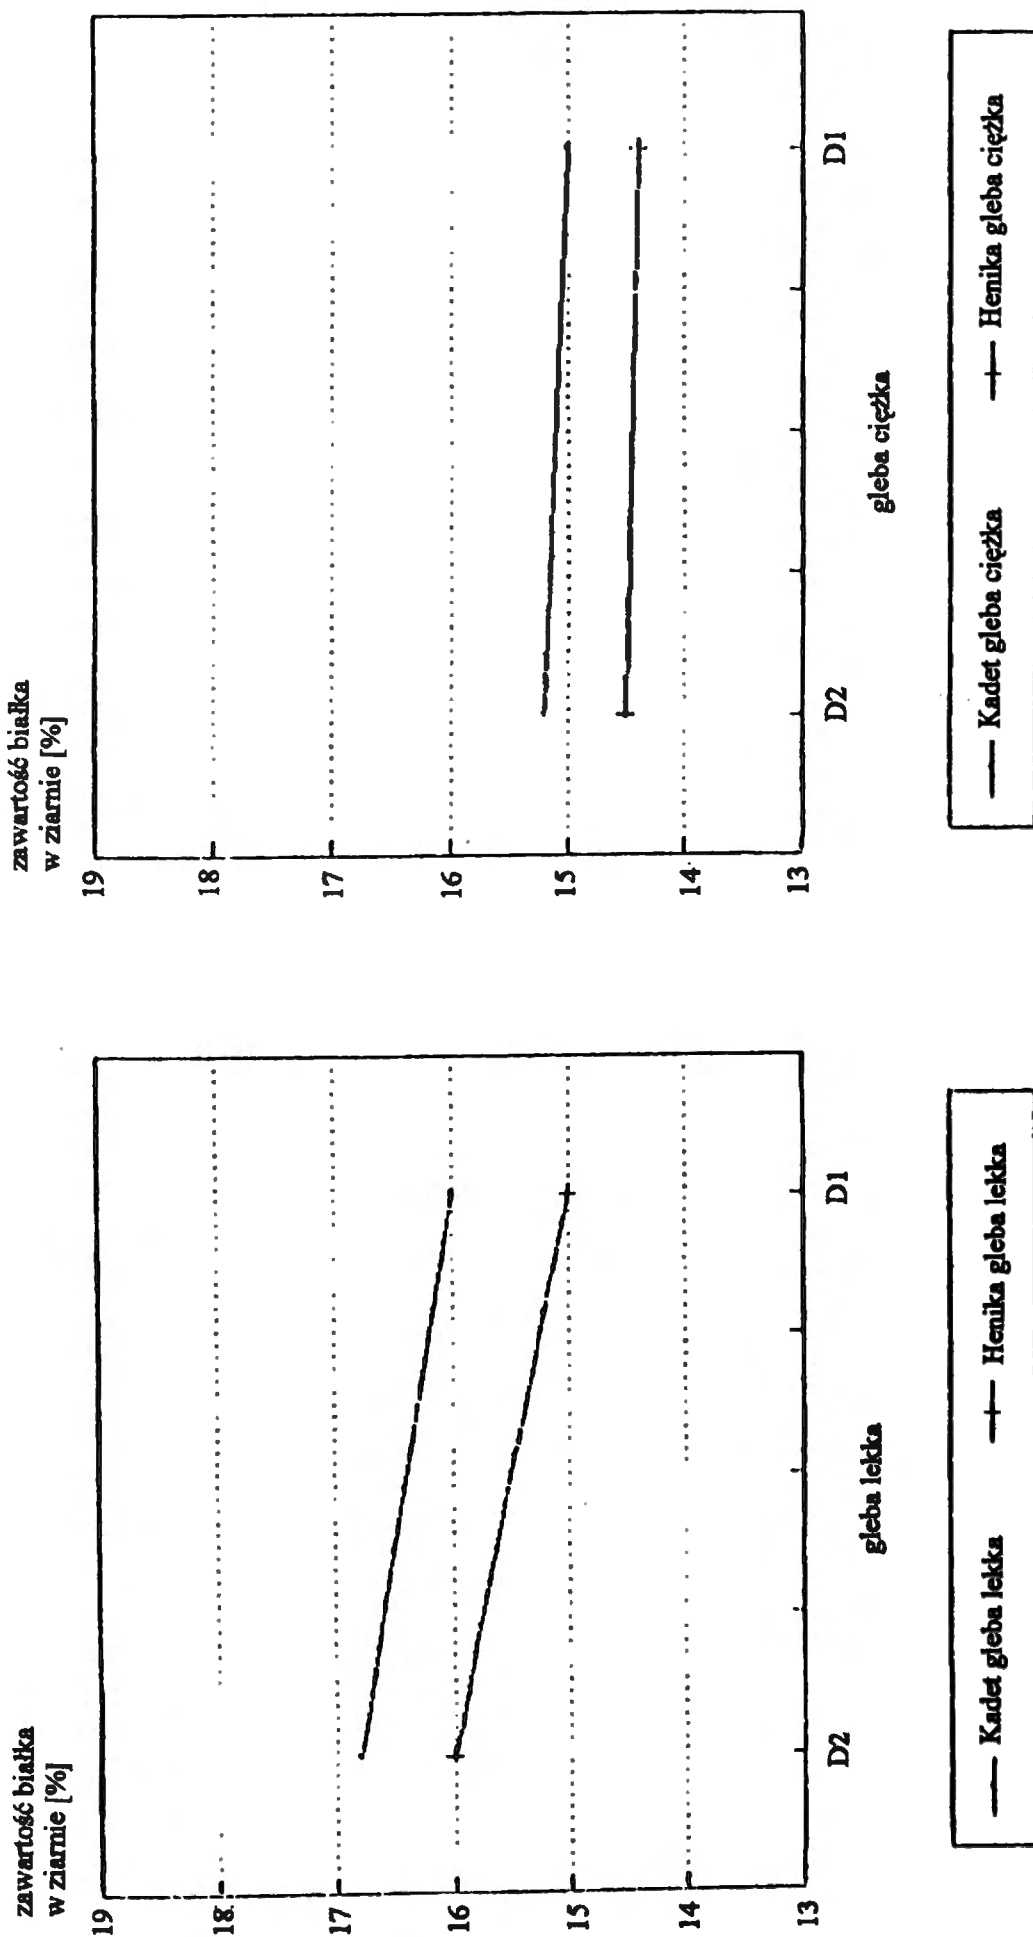 zawartość białka
w ziarnie [%]
19
18
17
16
15
14
13
D2
D1
gleba lekka
Kadet gleba lekka
Henika gleba lekka
zawartość białka
w ziarnie [%]
19
18
17
16
15
14
13
D2
D1
gleba ciężka
Kadet gleba ciężka
Henika gleba ciężka